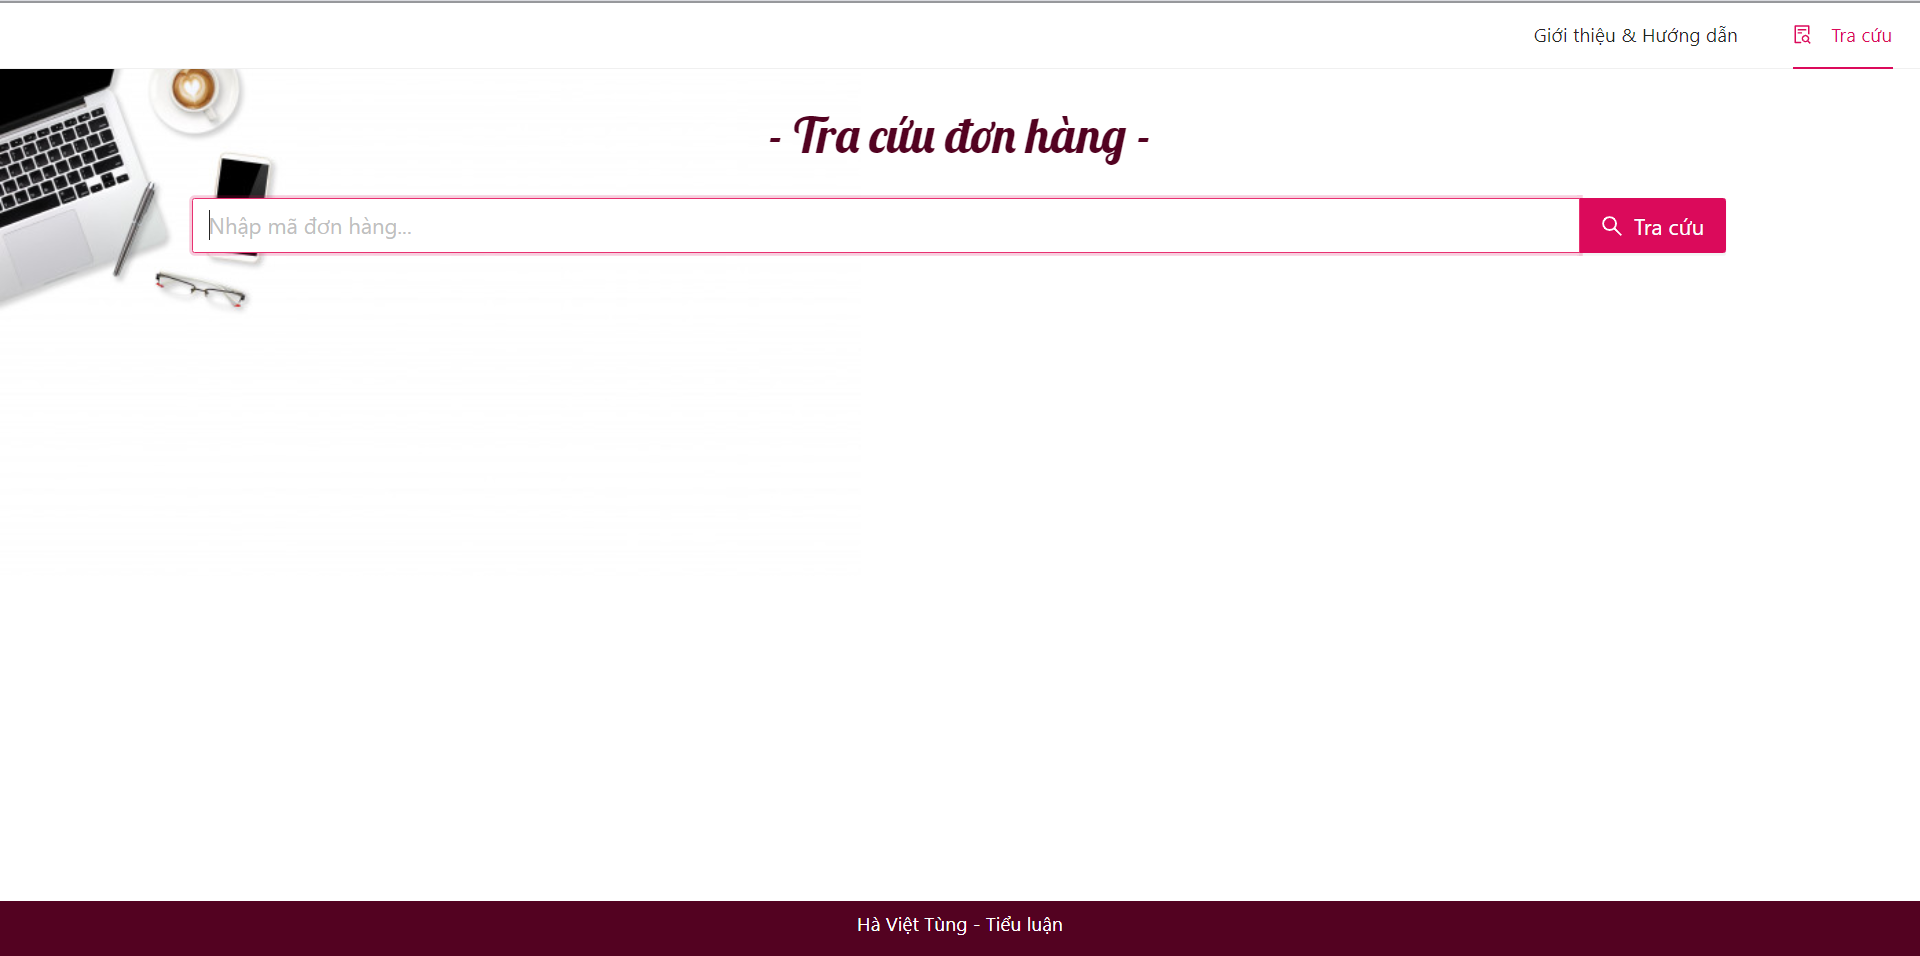 Giới thiệu & Hướng dẫn
Tra cứu
- Tra cứu đơn hàng -
Nhập mã đơn hàng...
Tra cứu
Hà Việt Tùng - Tiểu luận